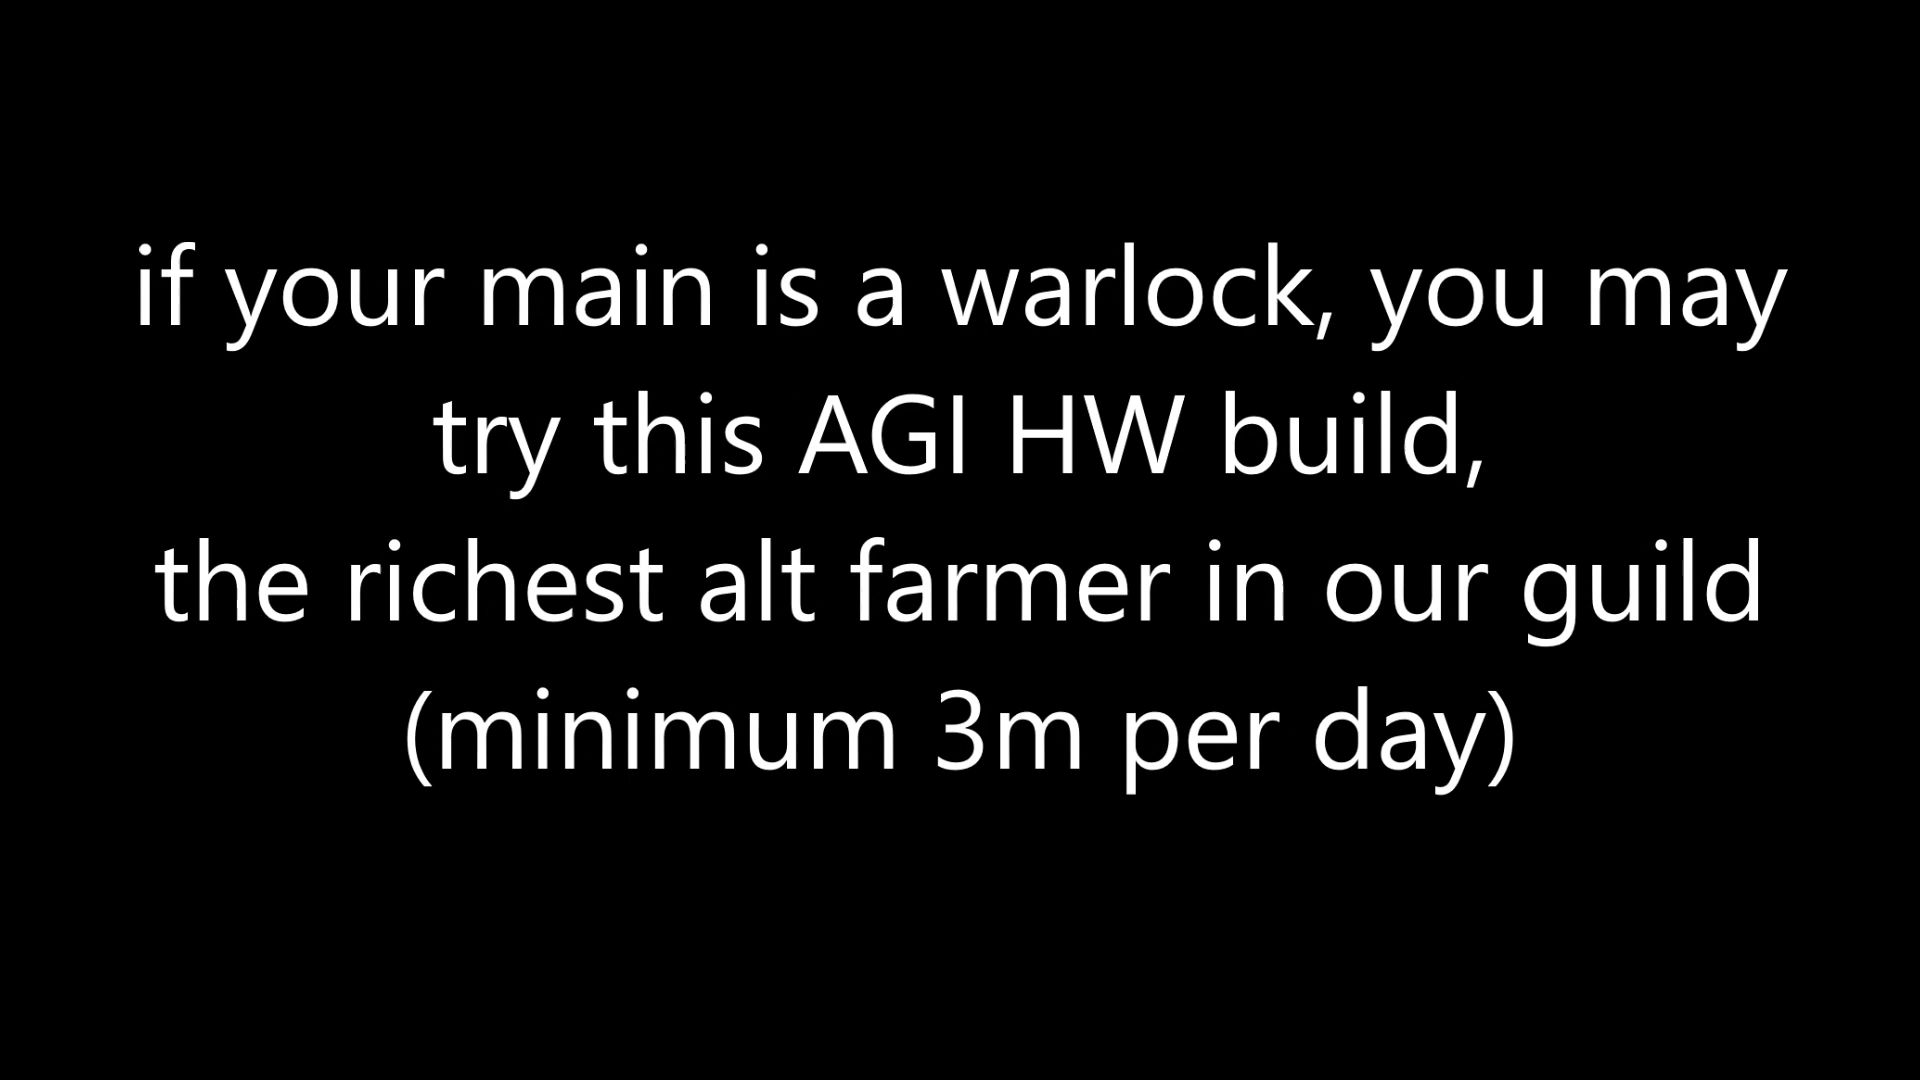 if your main is a warlock, you may
try this AGI HW build,
the richest alt farmer in our guild
(minimum 3m per day)